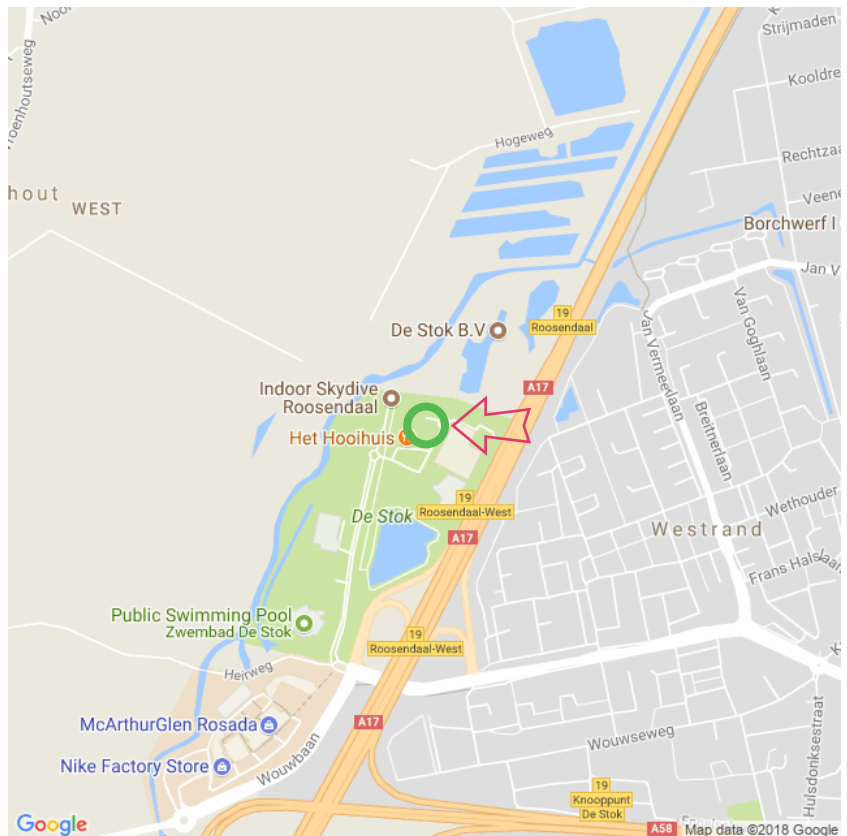 Strijmaden
Kooldre
roenhoutseweg
Hogeweg
Rechtza
hout
WEST
Veene
Borchwerf I
Jan V
Van Goghlaan
19
Roosendaal
De Stok B.V
Jan Vermeerlaan
Indoor Skydive
Roosendaal
A17
Breitnerlaan
Het Hooihuis
19
Roosendaal-West
Wethouder
De Stok
Westrand
A17
Frans Halslaan
Public Swimming Pool
Zwembad De Stok
19
Roosendaal-West
Heirweg
McArthurGlen Rosada
A17
Wouwseweg
Hulsdonksestraat
Nike Factory Store
Wouwbaan
19
Knooppunt
De Stok
Google
A58
Map data ©2018 Google